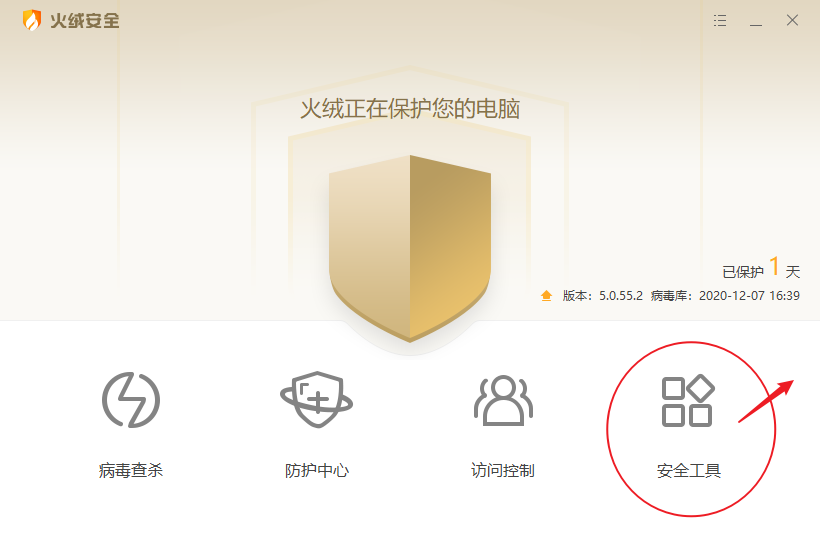 火绒安全
火绒正在保护您的电脑
已保护 1 天
版本：5.0.55.2 病毒库：2020-12-07 16:39
病毒查杀
防护中心
访问控制
安全工具